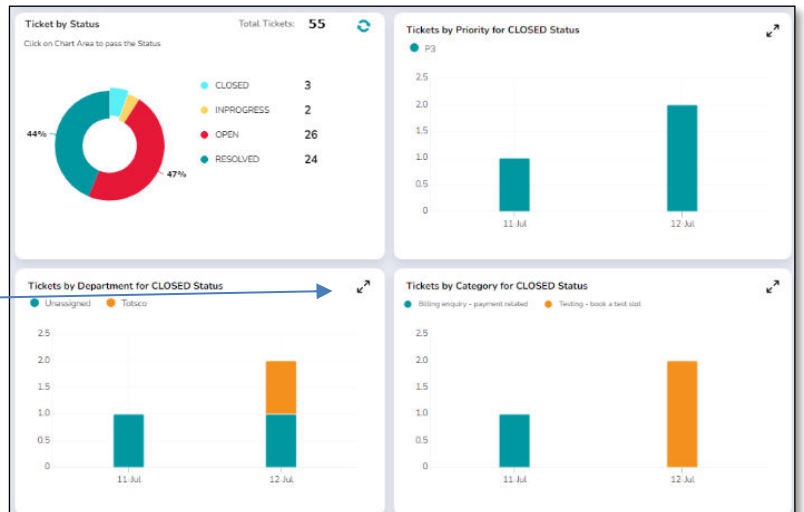 Ticket by Status
Total Tickets: 55
Click on Chart Area to pass the Status
CLOSED 3
INPROGRESS 2
OPEN 26
RESOLVED 24
44%
47%
Tickets by Priority for CLOSED Status
P3
2.5
2.0
1.5
1.0
0.5
0
11-Jul 12-Jul
Tickets by Department for CLOSED Status
Unassigned Totsco
2.5
2.0
1.5
1.0
0.5
0
11-Jul 12-Jul
Tickets by Category for CLOSED Status
Billing enquiry - payment related Testing - book a test slot
2.5
2.0
1.5
1.0
0.5
0
11-Jul 12-Jul